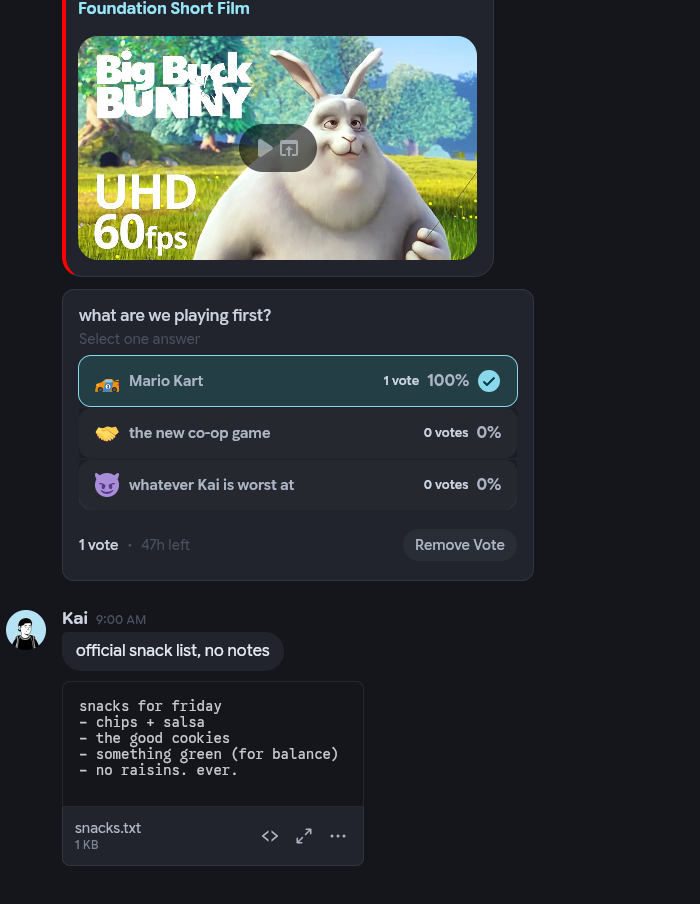 Foundation Short Film
Big Buck
BUNNY
UHD
60fps
what are we playing first?
Select one answer
Mario Kart
1 vote 100%
the new co-op game
0 votes 0%
whatever Kai is worst at
0 votes 0%
1 vote · 47h left
Remove Vote
Kai 9:00 AM
official snack list, no notes
snacks for friday
- chips + salsa
- the good cookies
- something green (for balance)
- no raisins. ever.
snacks.txt
1 KB